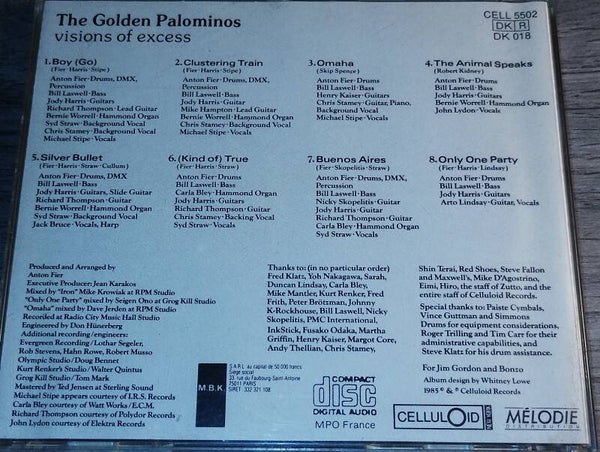 The Golden Palominos
visions of excess
CELL 5502
DK R
DK 018
1. Boy (Go)
(Fier·Harris·Stipe)
Anton Fier·Drums, DMX,
Percussion
Bill Laswell·Bass
Jody Harris·Guitars
Richard Thompson·Lead Guitar
Bernie Worrell·Hammond Organ
Syd Straw·Background Vocal
Chris Stamey·Background Vocal
Michael Stipe·Vocals
2. Clustering Train
(Fier·Harris·Stipe)
Anton Fier·Drums, DMX,
Percussion
Bill Laswell·Bass
Jody Harris·Guitars
Mike Hampton·Lead Guitar
Bernie Worrell·Hammond Organ
Chris Stamey·Background Vocal
Michael Stipe·Vocals
3. Omaha
(Skip Spence)
Anton Fier·Drums
Bill Laswell·Bass
Henry Kaiser·Guitars
Chris Stamey·Guitar, Piano,
Background Vocal
Michael Stipe·Vocals
4. The Animal Speaks
(Robert Kidney)
Anton Fier·Drums
Bill Laswell·Bass
Jody Harris·Guitars
Bernie Worrell·Hammond Organ
John Lydon·Vocals
5. Silver Bullet
(Fier·Harris·Straw·Cullum)
Anton Fier·Drums, DMX
Bill Laswell·Bass
Jody Harris·Guitars, Slide Guitar
Richard Thompson·Guitar
Bernie Worrell·Hammond Organ
Syd Straw·Background Vocal
Jack Bruce·Vocals, Harp
6. (Kind of) True
(Fier·Harris·Straw)
Anton Fier·Drums, DMX
Bill Laswell·Bass
Carla Bley·Hammond Organ
Jody Harris·Guitars
Richard Thompson·Guitar
Chris Stamey·Backing Vocal
Syd Straw·Vocals
7. Buenos Aires
(Fier·Skopelitis·Straw)
Anton Fier·Drums, DMX,
Percussion
Bill Laswell·Bass
Nicky Skopelitis·Guitar
Jody Harris·Guitar
Richard Thompson·Guitar
Carla Bley·Hammond Organ
Syd Straw·Vocals
8. Only One Party
(Fier·Harris·Lindsay)
Anton Fier·Drums, DMX
Bill Laswell·Bass
Jody Harris·Guitars
Arto Lindsay·Guitar, Vocals
Produced and Arranged by
Anton Fier
Executive Producer: Jean Karakos
Mixed by "Iron" Mike Krowiak at RPM Studio
"Only One Party" mixed by Seigen Ono at Grog Kill Studio
"Omaha" mixed by Dave Jerden at RPM Studio
Recorded at Radio City Music Hall Studio
Engineered by Don Hünerberg
Additional recording/engineers:
Evergreen Recording/Lothar Segeler,
Rob Stevens, Hahn Rowe, Robert Musso
Olympic Studio/Doug Bennet
Kurt Renker's Studio/Walter Quintus
Grog Kill Studio/Tom Mark
Mastered by Ted Jensen at Sterling Sound
Michael Stipe appears courtesy of I.R.S. Records
Carla Bley courtesy of Watt Works/E.C.M.
Richard Thompson courtesy of Polydor Records
John Lydon courtesy of Elektra Records
Thanks to: (in no particular order)
Fred Klatz, Yoh Nakagawa, Sarah,
Duncan Lindsay, Carla Bley,
Mike Mantler, Kurt Renker, Fred
Frith, Peter Brötzman, Johnny
K-Rockhouse, Bill Laswell, Nicky
Skopelitis, PMC International,
InkStick, Fusako Odaka, Martha
Griffin, Henry Kaiser, Margot Core,
Andy Thellian, Chris Stamey,
Shin Terai, Red Shoes, Steve Fallon
and Maxwell's, Mike D'Agostrino,
Eimi, Hiro, the staff of Zutto, and the
entire staff of Celluloid Records.
Special thanks to: Paiste Cymbals,
Vince Guttman and Simmons
Drums for equipment considerations,
Roger Trilling and Tim Carr for their
administrative capabilities, and
Steve Klatz for his drum assistance.
For Jim Gordon and Bonzo
Album design by Whitney Lowe
1985 © & ℗ Celluloid Records
M.B.K
S.A.R.L. au capital de 50 000 francs
Siege social
33 rue du Faubourg-Saint-Antoine
75011 PARIS
SIRET: 332 321 108
COMPACT
disc
DIGITAL AUDIO
MPO France
CELLULOID
MÉLODIE
DISTRIBUTION